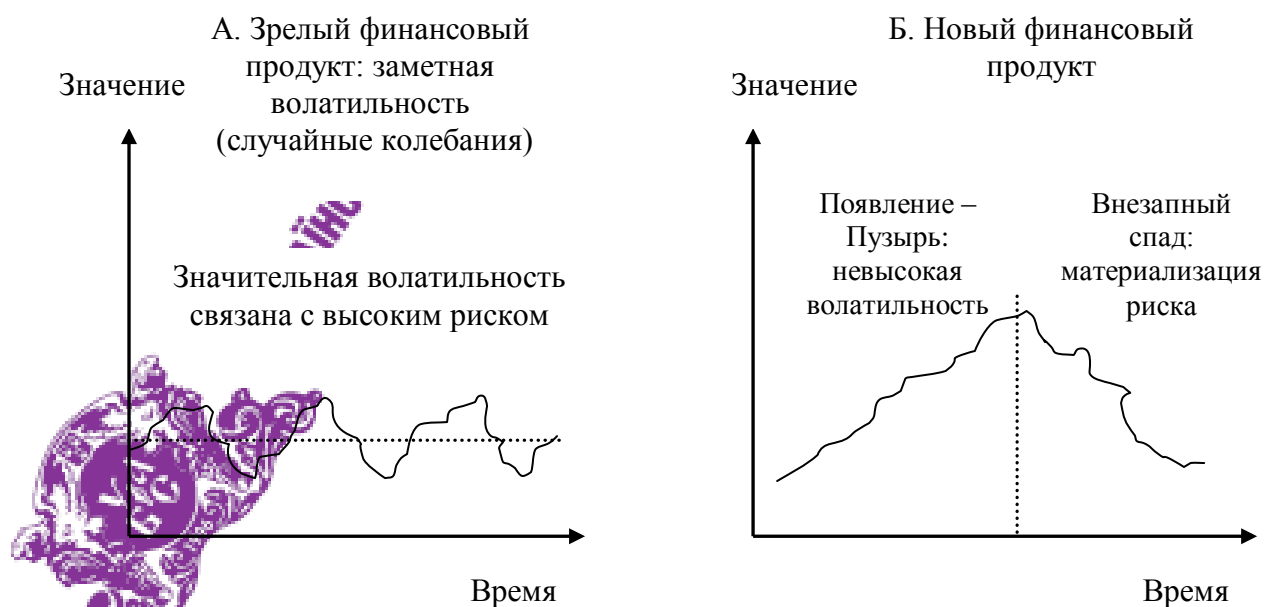 А. Зрелый финансовый
продукт: заметная
волатильность
(случайные колебания)
Значение
Значительная волатильность
связана с высоким риском
Время
Б. Новый финансовый
продукт
Значение
Появление –
Пузырь:
невысокая
волатильность
Внезапный
спад:
материализация
риска
Время